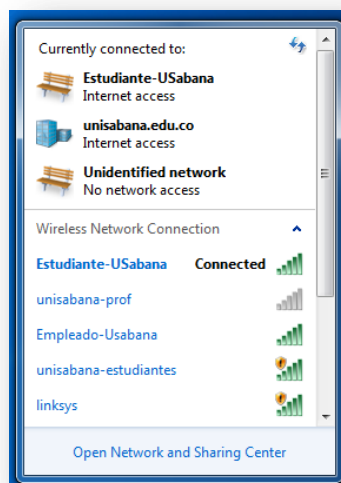 Currently connected to:
Estudiante-USabana
Internet access
unisabana.edu.co
Internet access
Unidentified network
No network access
Wireless Network Connection
Estudiante-USabana Connected
unisabana-prof
Empleado-Usabana
unisabana-estudiantes
linksys
Open Network and Sharing Center